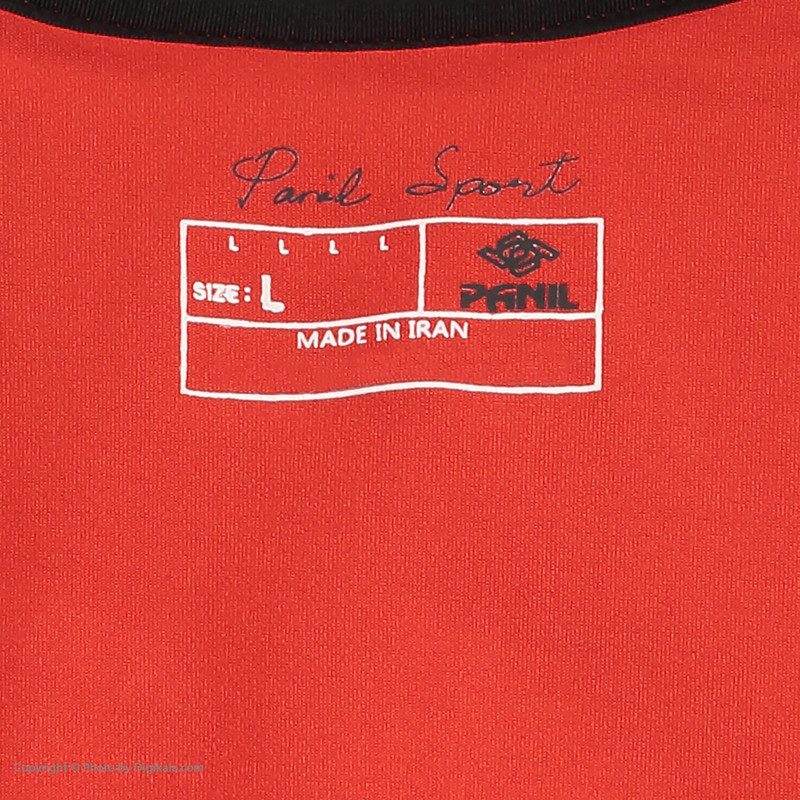 Panil Sport
L L L L
SIZE: L
PANIL
MADE IN IRAN
Copyright © Photo by Digikala.com